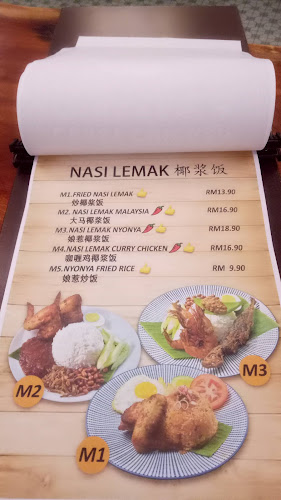 NASI LEMAK 椰浆饭
M1.FRIED NASI LEMAK RM13.90
炒椰浆饭
M2. NASI LEMAK MALAYSIA RM16.90
大马椰浆饭
M3.NASI LEMAK NYONYA RM18.90
娘惹椰浆饭
M4.NASI LEMAK CURRY CHICKEN RM16.90
咖喱鸡椰浆饭
M5.NYONYA FRIED RICE RM 9.90
娘惹炒饭
M3
M2
M1